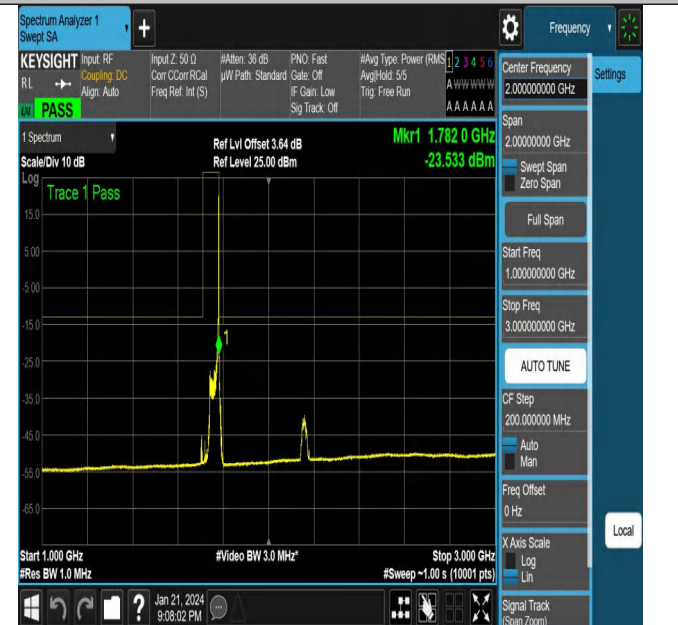 Spectrum Analyzer 1
Swept SA
+
Frequency
KEYSIGHT
RL
PASS
Input: RF
Coupling: DC
Align: Auto
Input Z: 50 Ω
Corr CCorr RCal
Freq Ref: Int (S)
#Atten: 36 dB
µW Path: Standard
PNO: Fast
Gate: Off
IF Gain: Low
Sig Track: Off
#Avg Type: Power (RMS
Avg|Hold: 5/5
Trig: Free Run
1 2 3 4 5 6
A W W W W W
A A A A A A
1 Spectrum
Scale/Div 10 dB
Log
Ref Lvl Offset 3.64 dB
Ref Level 25.00 dBm
Mkr1 1.782 0 GHz
-23.533 dBm
Trace 1 Pass
15.0
5.00
-5.00
-15.0
-25.0
-35.0
-45.0
-55.0
-65.0
1
Start 1.000 GHz
#Res BW 1.0 MHz
#Video BW 3.0 MHz*
Stop 3.000 GHz
#Sweep ~1.00 s (10001 pts)
Center Frequency
2.000000000 GHz
Settings
Span
2.00000000 GHz
Swept Span
Zero Span
Full Span
Start Freq
1.000000000 GHz
Stop Freq
3.000000000 GHz
AUTO TUNE
CF Step
200.000000 MHz
Auto
Man
Freq Offset
0 Hz
X Axis Scale
Log
Lin
Local
Signal Track
(Span Zoom)
?
Jan 21, 2024
9:08:02 PM